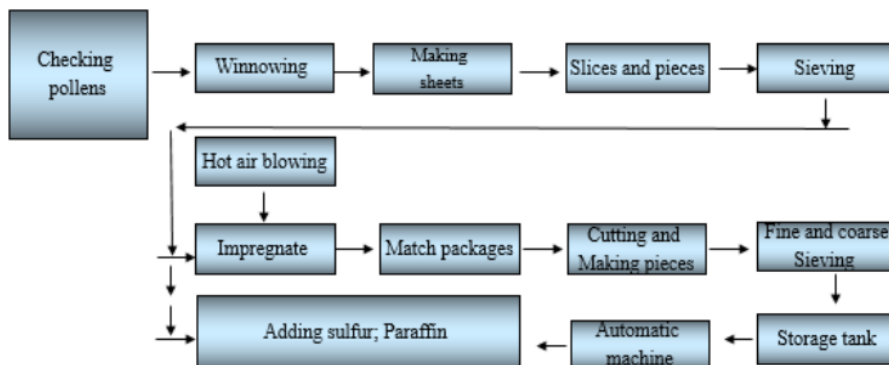 Checking
pollens
Winnowing
Making
sheets
Slices and pieces
Sieving
Hot air blowing
Impregnate
Match packages
Cutting and
Making pieces
Fine and coarse
Sieving
Adding sulfur; Paraffin
Automatic
machine
Storage tank